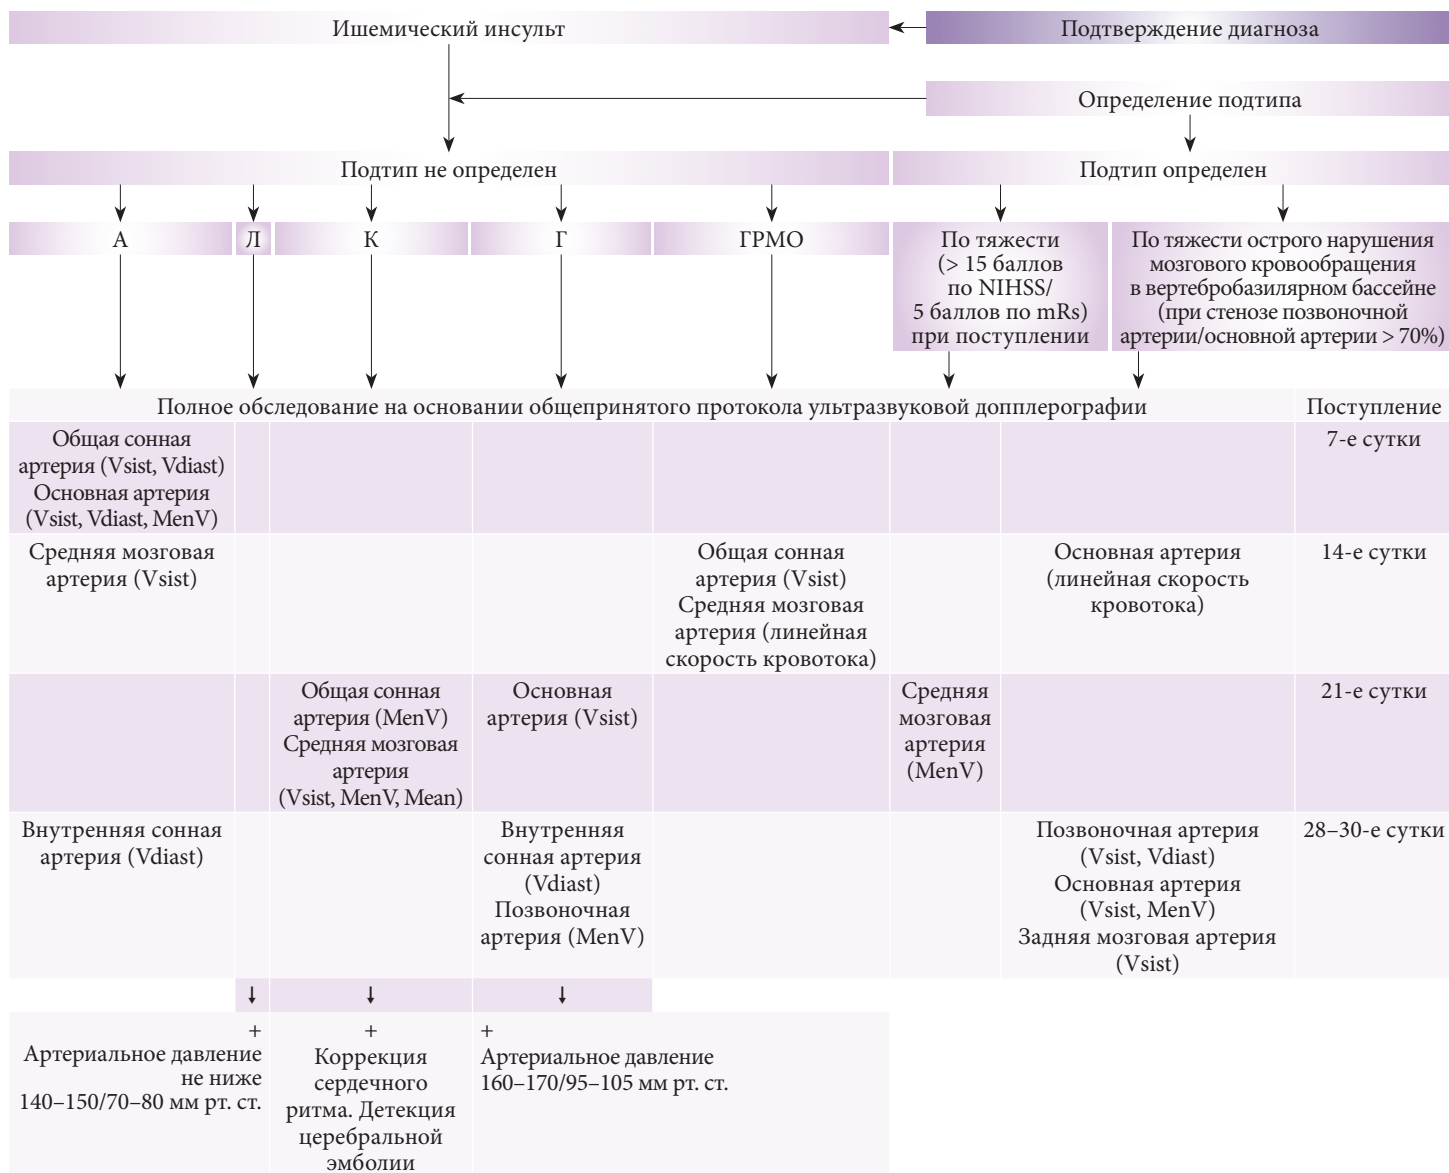 Ишемический инсульт
Подтверждение диагноза
Определение подтипа
Подтип не определен
Подтип определен
А
Л
К
Г
ГРМО
По тяжести
(> 15 баллов
по NIHSS/
5 баллов по mRs)
при поступлении
По тяжести острого нарушения
мозгового кровообращения
в вертебробазилярном бассейне
(при стенозе позвоночной
артерии/основной артерии > 70%)
Полное обследование на основании общепринятого протокола ультразвуковой допплерографии
Поступление
Общая сонная
артерия (Vsist, Vdiast)
Основная артерия
(Vsist, Vdiast, MenV)
7-е сутки
Средняя мозговая
артерия (Vsist)
Общая сонная
артерия (Vsist)
Средняя мозговая
артерия (линейная
скорость кровотока)
Основная артерия
(линейная скорость
кровотока)
14-е сутки
Общая сонная
артерия (MenV)
Средняя мозговая
артерия
(Vsist, MenV, Mean)
Основная
артерия (Vsist)
Средняя
мозговая
артерия
(MenV)
21-е сутки
Внутренняя сонная
артерия (Vdiast)
Внутренняя
сонная артерия
(Vdiast)
Позвоночная
артерия (MenV)
Позвоночная артерия
(Vsist, Vdiast)
Основная артерия
(Vsist, MenV)
Задняя мозговая артерия
(Vsist)
28–30-е сутки
+
Артериальное давление
не ниже
140–150/70–80 мм рт. ст.
+
Коррекция
сердечного
ритма. Детекция
церебральной
эмболии
+
Артериальное давление
160–170/95–105 мм рт. ст.